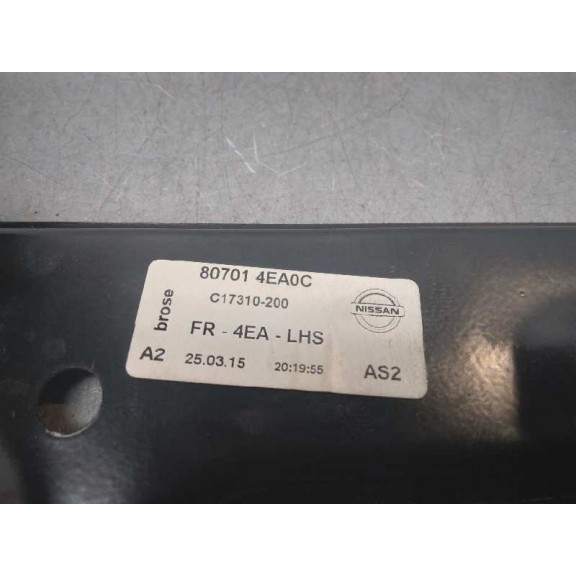 brose
80701 4EA0C
C17310-200
NISSAN
FR - 4EA - LHS
A2 25.03.15 20:19:55 AS2